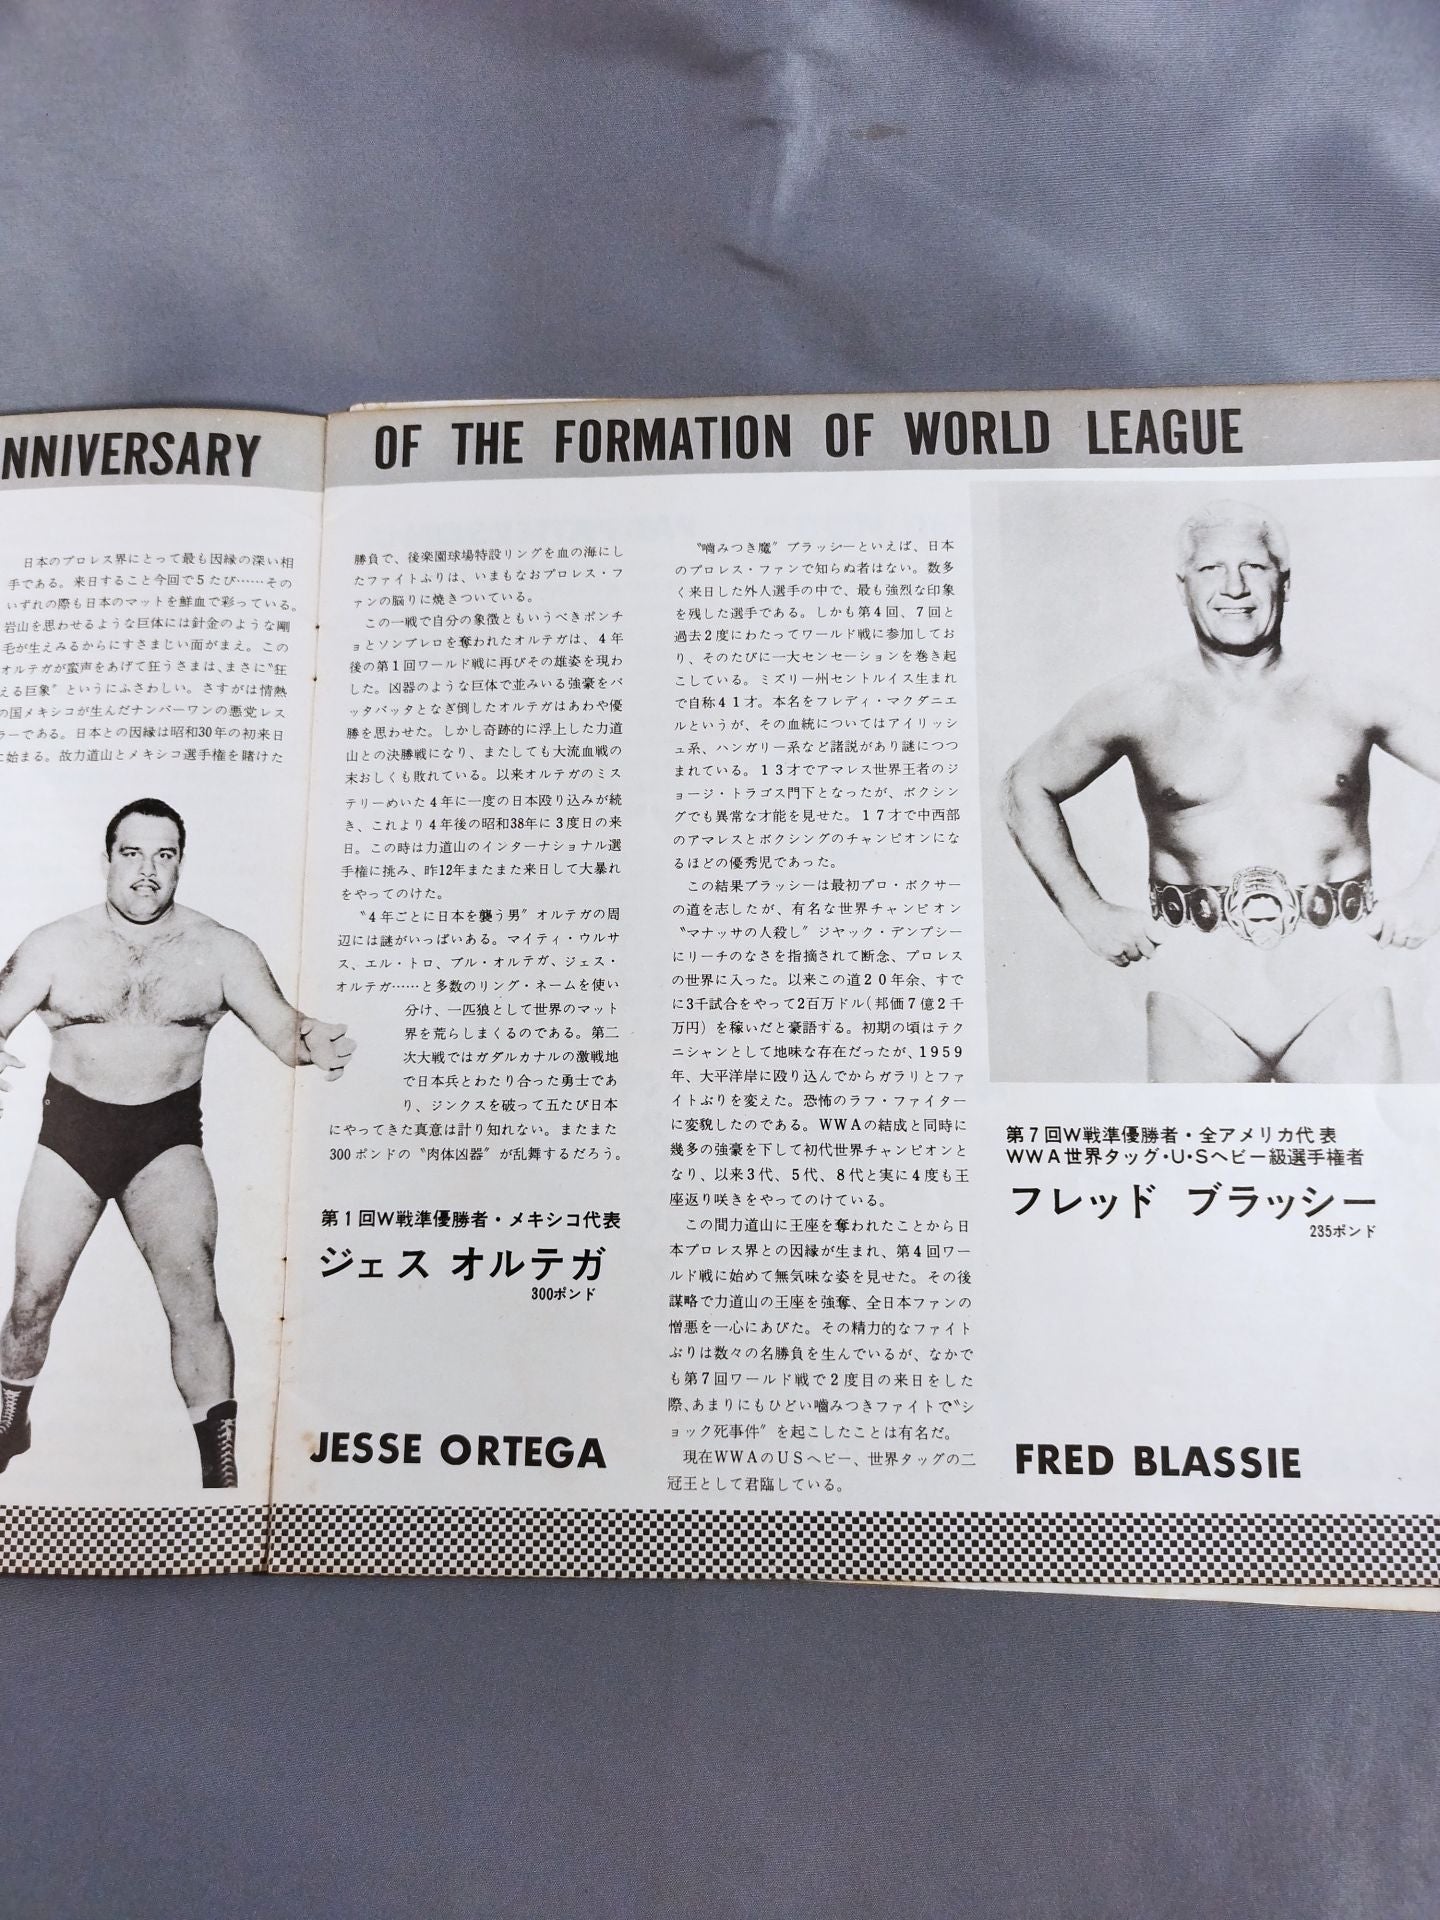 NNIVERSARY
OF THE FORMATION OF WORLD LEAGUE
日本のプロレス界にとって最も因縁の深い相
手である。来日すること今回で5たび……その
いずれの際も日本のマットを鮮血で彩っている。
岩山を思わせるような巨体には針金のような剛
毛が生えみるからにすさまじい面がまえ。この
オルテガが蛮声をあげて狂うさまは、まさに〝狂
える巨象〟というにふさわしい。さすがは情熱
の国メキシコが生んだナンバーワンの悪党レス
ラーである。日本との因縁は昭和30年の初来日
に始まる。故力道山とメキシコ選手権を賭けた
勝負で、後楽園球場特設リングを血の海にし
たファイトぶりは、いまもなおプロレス・フ
ァンの脳りに焼きついている。
この一戦で自分の象徴ともいうべきポンチ
ョとソンブレロを奪われたオルテガは、4年
後の第1回ワールド戦に再びその雄姿を現わ
した。凶器のような巨体で並みいる強豪をバ
ッタバッタとなぎ倒したオルテガはあわや優
勝を思わせた。しかし奇跡的に浮上した力道
山との決勝戦になり、またしても大流血戦の
末おしくも敗れている。以来オルテガのミス
テリーめいた4年に一度の日本殴り込みが続
き、これより4年後の昭和38年に3度目の来
日。この時は力道山のインターナショナル選
手権に挑み、昨12年またまた来日して大暴れ
をやってのけた。
〝4年ごとに日本を襲う男〟オルテガの周
辺には謎がいっぱいある。マイティ・ウルサ
ス、エル・トロ、ブル・オルテガ、ジェス・
オルテガ……と多数のリング・ネームを使い
分け、一匹狼として世界のマット
界を荒らしまくるのである。第二
次大戦ではガダルカナルの激戦地
で日本兵とわたり合った勇士であ
り、ジンクスを破って五たび日本
にやってきた真意は計り知れない。またまた
300ポンドの〝肉体凶器〟が乱舞するだろう。
第1回W戦準優勝者・メキシコ代表
ジェス オルテガ
300ポンド
JESSE ORTEGA
〝嚙みつき魔〟ブラッシーといえば、日本
のプロレス・ファンで知らぬ者はない。数多
く来日した外人選手の中で、最も強烈な印象
を残した選手である。しかも第4回、7回と
過去2度にわたってワールド戦に参加してお
り、そのたびに一大センセーションを巻き起
こしている。ミズリー州セントルイス生まれ
で自称41才。本名をフレディ・マクダニエ
ルというが、その血統についてはアイリッシ
ュ系、ハンガリー系など諸説があり謎につつ
まれている。13才でアマレス世界王者のジ
ョージ・トラゴス門下となったが、ボクシン
グでも異常な才能を見せた。17才で中西部
のアマレスとボクシングのチャンピオンにな
るほどの優秀児であった。
この結果ブラッシーは最初プロ・ボクサー
の道を志したが、有名な世界チャンピオン
〝マナッサの人殺し〟ジャック・デンプシー
にリーチのなさを指摘されて断念、プロレス
の世界に入った。以来この道20年余、すで
に3千試合をやって2百万ドル(邦価7億2千
万円)を稼いだと豪語する。初期の頃はテク
ニシャンとして地味な存在だったが、1959
年、大平洋岸に殴り込んでからガラリとファ
イトぶりを変えた。恐怖のラフ・ファイター
に変貌したのである。WWAの結成と同時に
幾多の強豪を下して初代世界チャンピオンと
なり、以来3代、5代、8代と実に4度も王
座返り咲きをやってのけている。
この間力道山に王座を奪われたことから日
本プロレス界との因縁が生まれ、第4回ワー
ルド戦に始めて無気味な姿を見せた。その後
謀略で力道山の王座を強奪、全日本ファンの
憎悪を一心にあびた。その精力的なファイト
ぶりは数々の名勝負を生んでいるが、なかで
も第7回ワールド戦で2度目の来日をした
際、あまりにもひどい嚙みつきファイトで〝シ
ョック死事件〟を起こしたことは有名だ。
現在WWAのUSヘビー、世界タッグの二
冠王として君臨している。
第7回W戦準優勝者・全アメリカ代表
WWA世界タッグ・U・Sヘビー級選手権者
フレッド ブラッシー
235ポンド
FRED BLASSIE